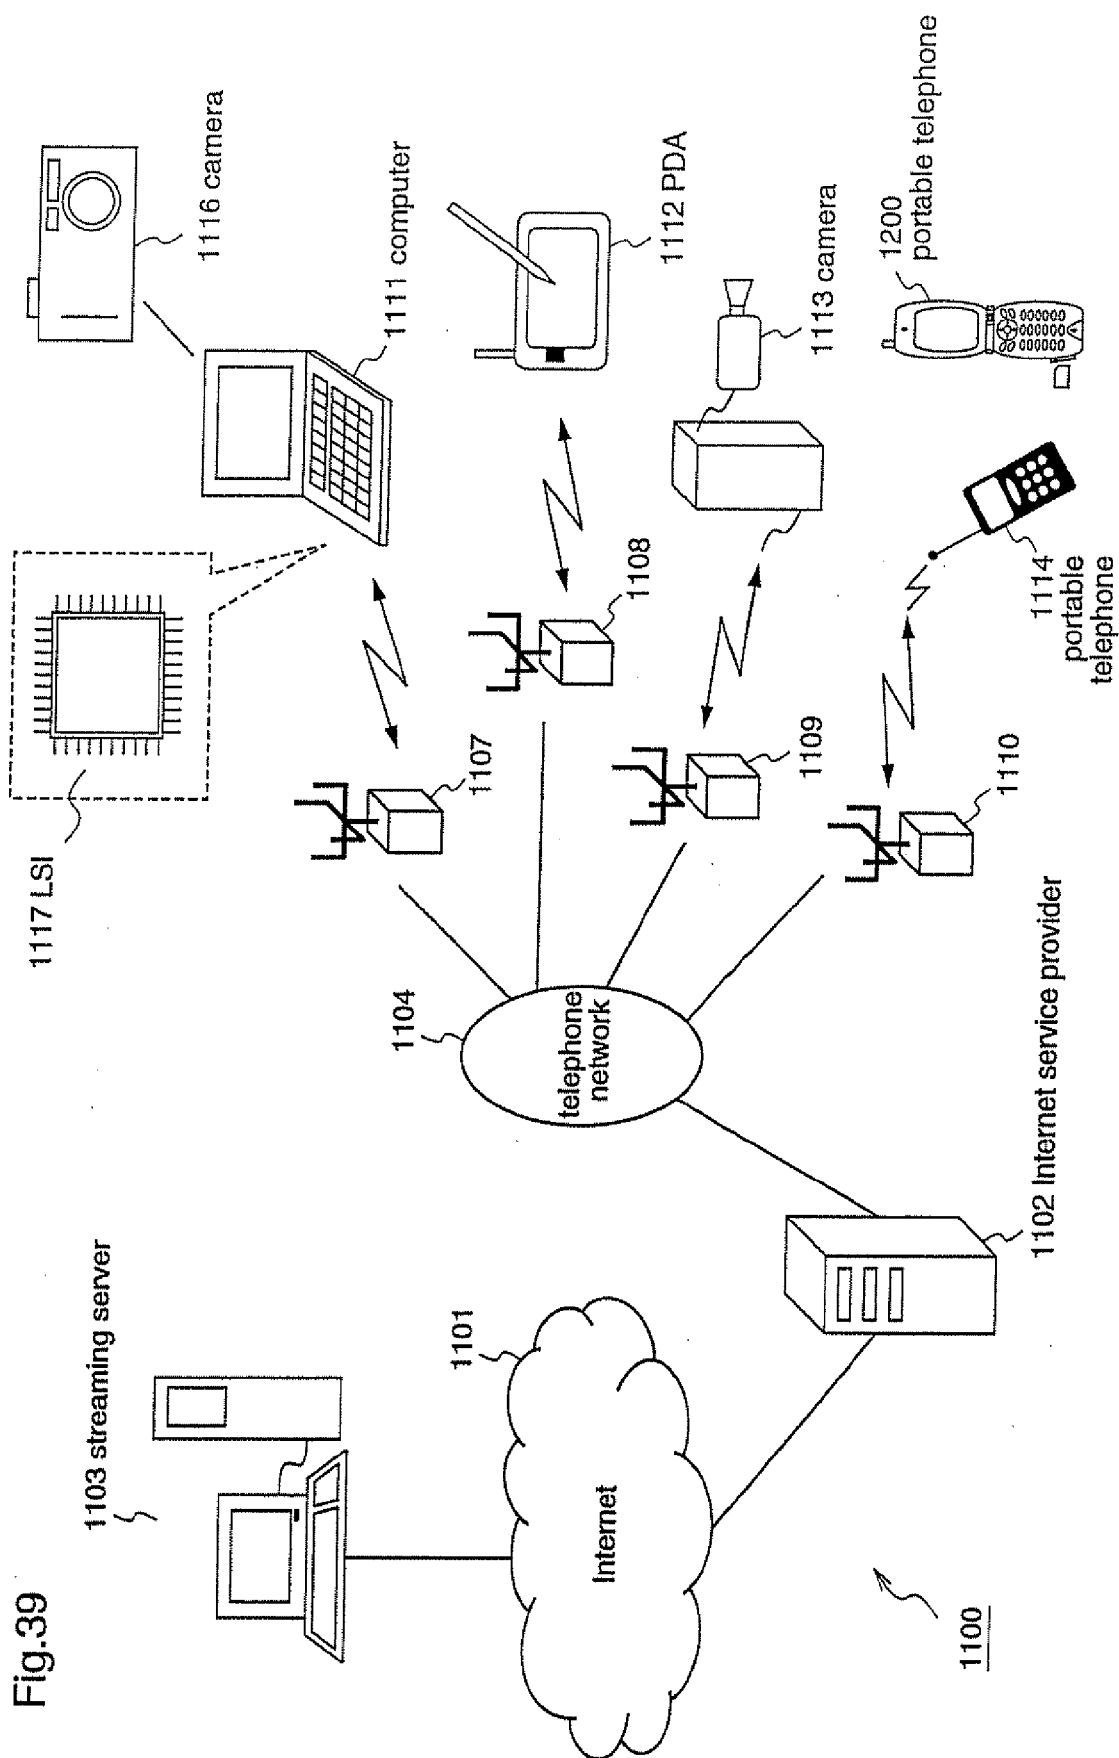 Fig.39
1103 streaming server
1101
Internet
1100
1102 Internet service provider
1104
telephone
network
1117 LSI
1107
1108
1109
1110
1116 camera
1111 computer
1112 PDA
1113 camera
1114
portable
telephone
1200
portable telephone